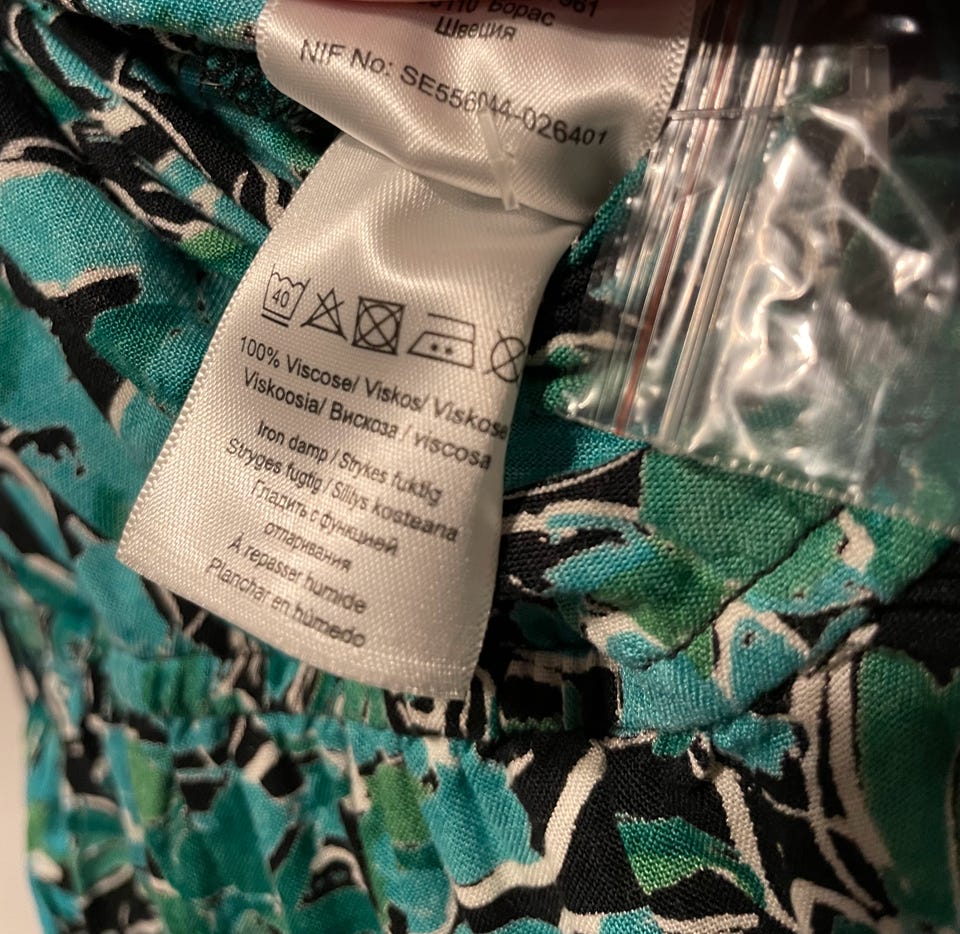 Борас
Швеция
NIF No: SE556044-026401
40
100% Viscose/ Viskos/ Viskose
Viskoosia/ Вискоза / viscosa
Iron damp / Strykes fuktig
Stryges fugtig / Silitys kosteana
Гладить с функцией
отпаривания
À repasser humide
Planchar en húmedo